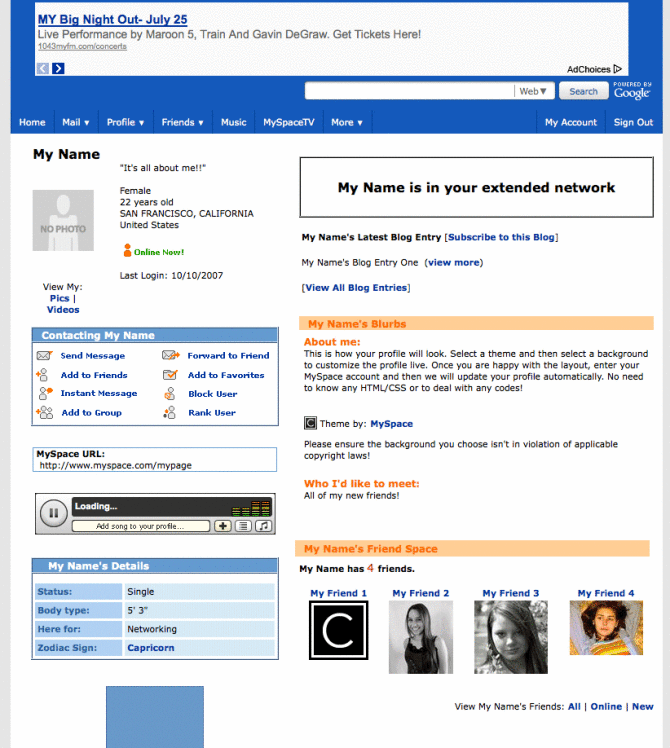 MY Big Night Out- July 25
Live Performance by Maroon 5, Train And Gavin DeGraw. Get Tickets Here!
1043myfm.com/concerts
AdChoices
Web▼
Search
POWERED BY
Google
Home
Mail ▾
Profile ▾
Friends ▾
Music
MySpaceTV
More ▾
My Account
Sign Out
My Name
"It's all about me!!"
NO PHOTO
Female
22 years old
SAN FRANCISCO, CALIFORNIA
United States
Online Now!
Last Login: 10/10/2007
View My:
Pics |
Videos
Contacting My Name
Send Message
Forward to Friend
Add to Friends
Add to Favorites
Instant Message
Block User
Add to Group
Rank User
MySpace URL:
http://www.myspace.com/mypage
Loading...
Add song to your profile...
My Name's Details
Status: Single
Body type: 5' 3"
Here for: Networking
Zodiac Sign: Capricorn
My Name is in your extended network
My Name's Latest Blog Entry [Subscribe to this Blog]
My Name's Blog Entry One (view more)
[View All Blog Entries]
My Name's Blurbs
About me:
This is how your profile will look. Select a theme and then select a background
to customize the profile live. Once you are happy with the layout, enter your
MySpace account and then we will update your profile automatically. No need
to know any HTML/CSS or to deal with any codes!
C Theme by: MySpace
Please ensure the background you choose isn't in violation of applicable
copyright laws!
Who I'd like to meet:
All of my new friends!
My Name's Friend Space
My Name has 4 friends.
My Friend 1
My Friend 2
My Friend 3
My Friend 4
C
View My Name's Friends: All | Online | New